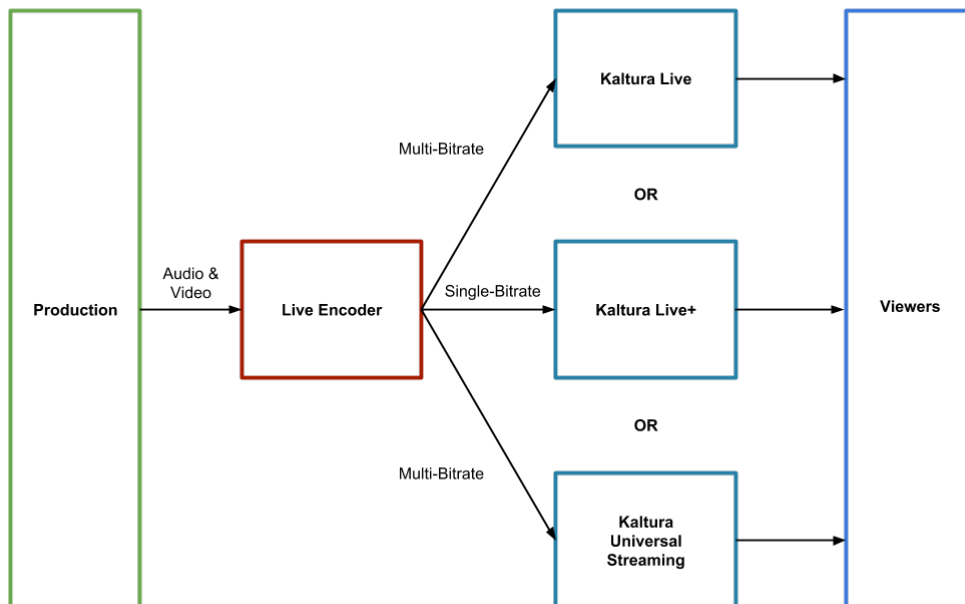 Kaltura Live
Multi-Bitrate
OR
Audio &
Video
Single-Bitrate
Production
Live Encoder
Kaltura Live+
Viewers
OR
Multi-Bitrate
Kaltura
Universal
Streaming